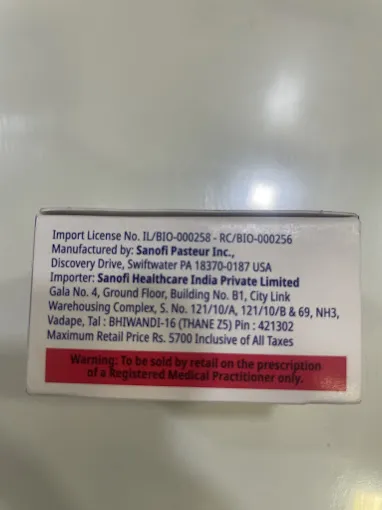 Import License No. IL/BIO-000258 - RC/BIO-000256
Manufactured by: Sanofi Pasteur Inc.,
Discovery Drive, Swiftwater PA 18370-0187 USA
Importer: Sanofi Healthcare India Private Limited
Gala No. 4, Ground Floor, Building No. B1, City Link
Warehousing Complex, S. No. 121/10/A, 121/10/B & 69, NH3,
Vadape, Tal : BHIWANDI-16 (THANE Z5) Pin : 421302
Maximum Retail Price Rs. 5700 Inclusive of All Taxes
Warning: To be sold by retail on the prescription
of a Registered Medical Practitioner only.